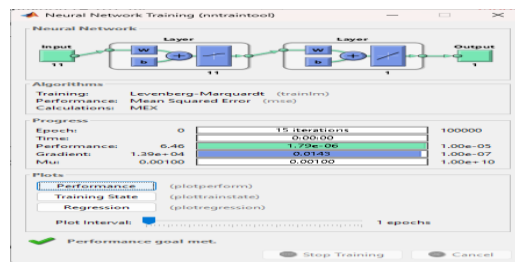 Neural Network Training (nntraintool)
Neural Network
Layer Layer
Input Output
W W
b b
11 11 1 1
Algorithms
Training: Levenberg-Marquardt (trainlm)
Performance: Mean Squared Error (mse)
Calculations: MEX
Progress
Epoch: 0 15 iterations 100000
Time: 0:00:00
Performance: 6.46 1.79e-06 1.00e-05
Gradient: 1.39e+04 0.0143 1.00e-07
Mu: 0.00100 0.00100 1.00e+10
Plots
Performance (plotperform)
Training State (plottrainstate)
Regression (plotregression)
Plot Interval: 1 epochs
Performance goal met.
Stop Training Cancel